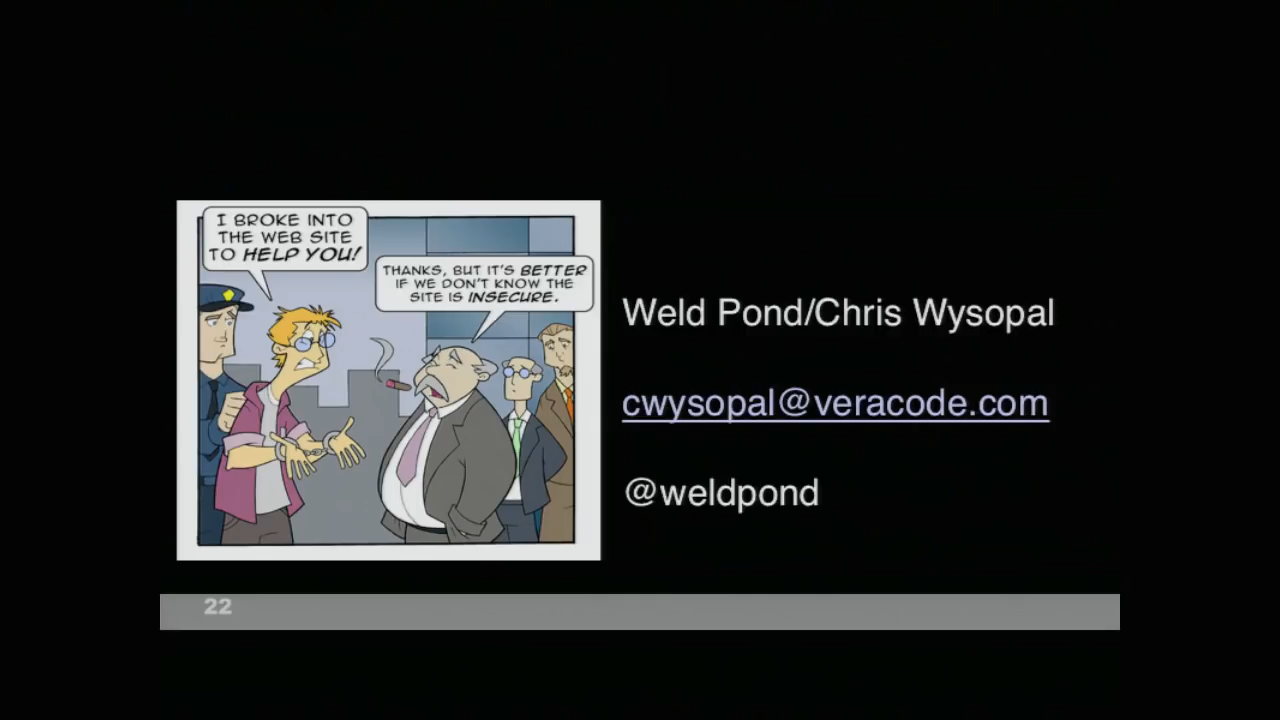 I BROKE INTO
THE WEB SITE
TO HELP YOU!
THANKS, BUT IT'S BETTER
IF WE DON'T KNOW THE
SITE IS INSECURE.
Weld Pond/Chris Wysopal
cwysopal@veracode.com
@weldpond
22